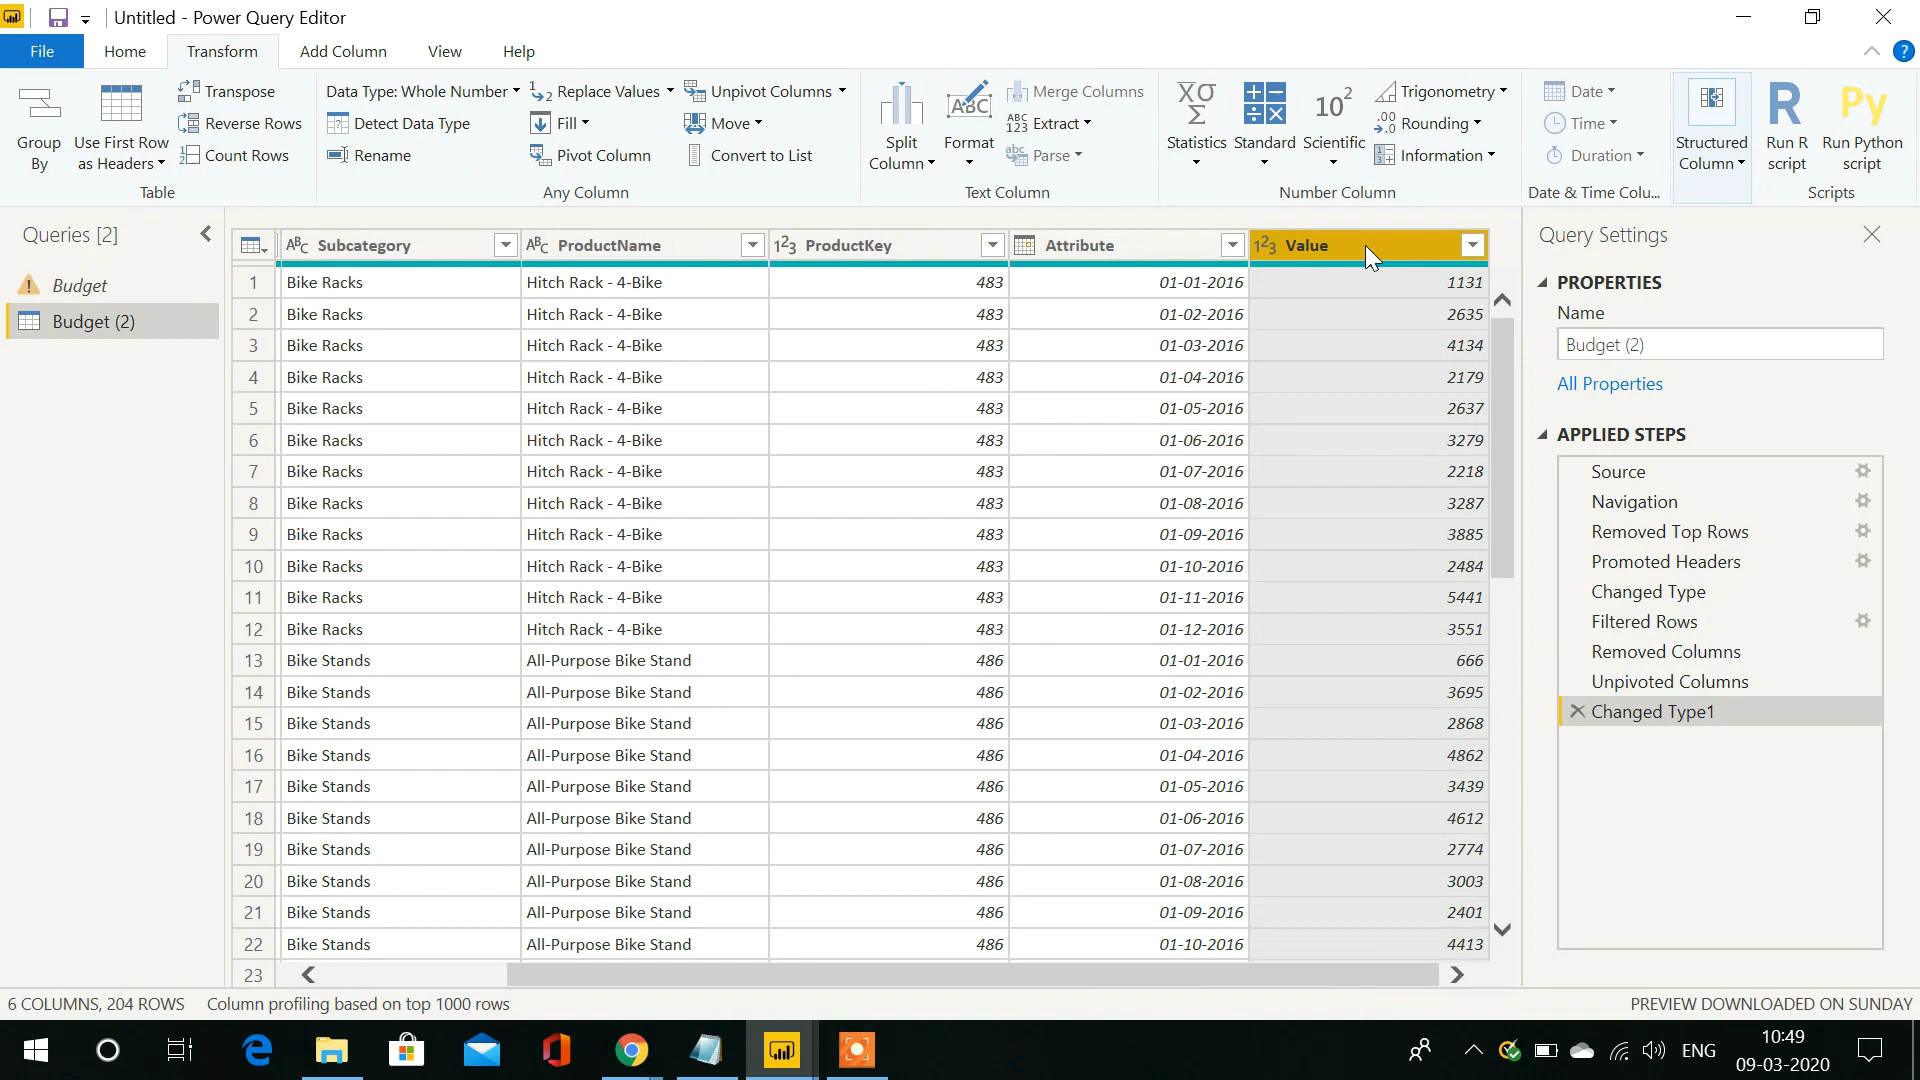 Untitled - Power Query Editor
File Home Transform Add Column View Help
Group By
Use First Row as Headers
Transpose
Reverse Rows
Count Rows
Table
Data Type: Whole Number
Detect Data Type
Rename
Replace Values
Fill
Pivot Column
Unpivot Columns
Move
Convert to List
Any Column
Split Column
Format
Merge Columns
Extract
Parse
Text Column
Statistics
Standard
Scientific
Trigonometry
Rounding
Information
Number Column
Date
Time
Duration
Date & Time Colu...
Structured Column
Run R script
Run Python script
Scripts
Queries [2]
Budget
Budget (2)
Subcategory ProductName ProductKey Attribute Value
1 Bike Racks Hitch Rack - 4-Bike 483 01-01-2016 1131
2 Bike Racks Hitch Rack - 4-Bike 483 01-02-2016 2635
3 Bike Racks Hitch Rack - 4-Bike 483 01-03-2016 4134
4 Bike Racks Hitch Rack - 4-Bike 483 01-04-2016 2179
5 Bike Racks Hitch Rack - 4-Bike 483 01-05-2016 2637
6 Bike Racks Hitch Rack - 4-Bike 483 01-06-2016 3279
7 Bike Racks Hitch Rack - 4-Bike 483 01-07-2016 2218
8 Bike Racks Hitch Rack - 4-Bike 483 01-08-2016 3287
9 Bike Racks Hitch Rack - 4-Bike 483 01-09-2016 3885
10 Bike Racks Hitch Rack - 4-Bike 483 01-10-2016 2484
11 Bike Racks Hitch Rack - 4-Bike 483 01-11-2016 5441
12 Bike Racks Hitch Rack - 4-Bike 483 01-12-2016 3551
13 Bike Stands All-Purpose Bike Stand 486 01-01-2016 666
14 Bike Stands All-Purpose Bike Stand 486 01-02-2016 3695
15 Bike Stands All-Purpose Bike Stand 486 01-03-2016 2868
16 Bike Stands All-Purpose Bike Stand 486 01-04-2016 4862
17 Bike Stands All-Purpose Bike Stand 486 01-05-2016 3439
18 Bike Stands All-Purpose Bike Stand 486 01-06-2016 4612
19 Bike Stands All-Purpose Bike Stand 486 01-07-2016 2774
20 Bike Stands All-Purpose Bike Stand 486 01-08-2016 3003
21 Bike Stands All-Purpose Bike Stand 486 01-09-2016 2401
22 Bike Stands All-Purpose Bike Stand 486 01-10-2016 4413
23
Query Settings
PROPERTIES
Name
Budget (2)
All Properties
APPLIED STEPS
Source
Navigation
Removed Top Rows
Promoted Headers
Changed Type
Filtered Rows
Removed Columns
Unpivoted Columns
Changed Type1
6 COLUMNS, 204 ROWS Column profiling based on top 1000 rows PREVIEW DOWNLOADED ON SUNDAY
ENG
10:49
09-03-2020